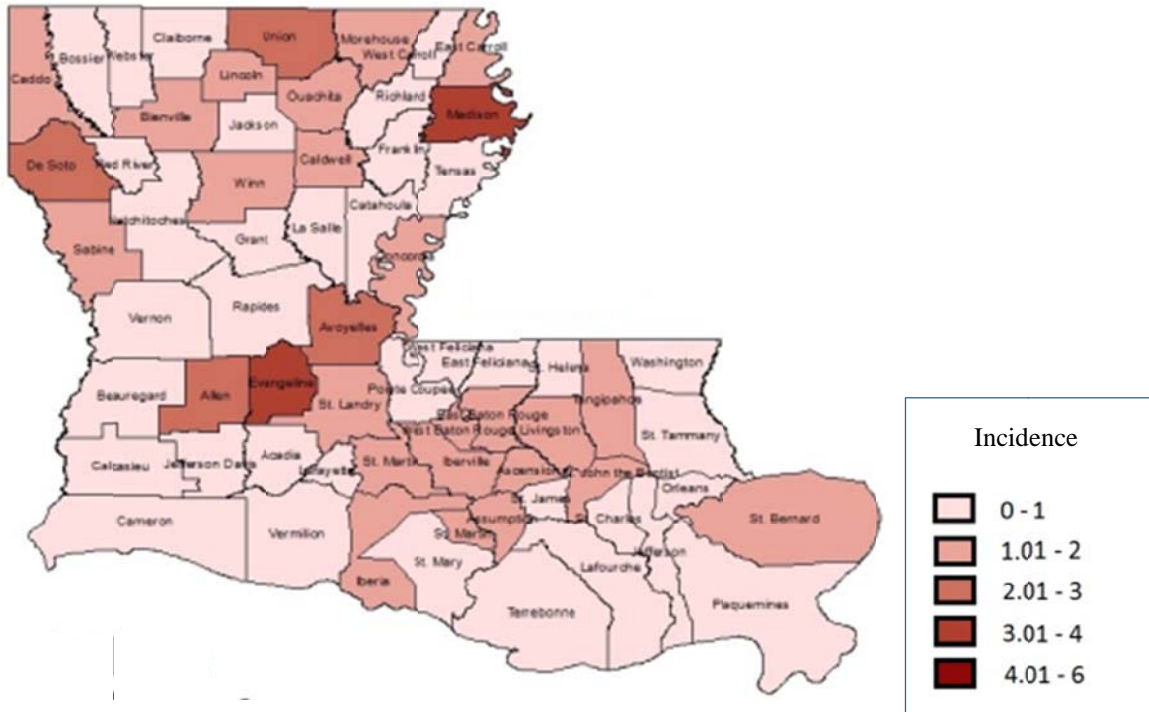 Claiborne
Union
Morehouse
West Carroll
East Carroll
Bossier
Webster
Caddo
Lincoln
Ouachita
Richland
Madison
Bienville
Jackson
Franklin
De Soto
Red River
Caldwell
Tensas
Winn
Catahoula
Natchitoches
La Salle
Grant
Sabine
Concordia
Vernon
Rapides
Avoyelles
West Feliciana
East Feliciana
St. Helena
Washington
Evangeline
Beauregard
Allen
Pointe Coupee
St. Landry
Tangipahoa
East Baton Rouge
West Baton Rouge
Livingston
St. Tammany
Calcasieu
Jefferson Davis
Acadia
Lafayette
St. Martin
Iberville
Ascension
St. John the Baptist
Orleans
St. James
Cameron
Vermilion
Assumption
St. Charles
St. Bernard
St. Martin
Jefferson
St. Mary
Lafourche
Iberia
Terrebonne
Plaquemines
Incidence
0 - 1
1.01 - 2
2.01 - 3
3.01 - 4
4.01 - 6